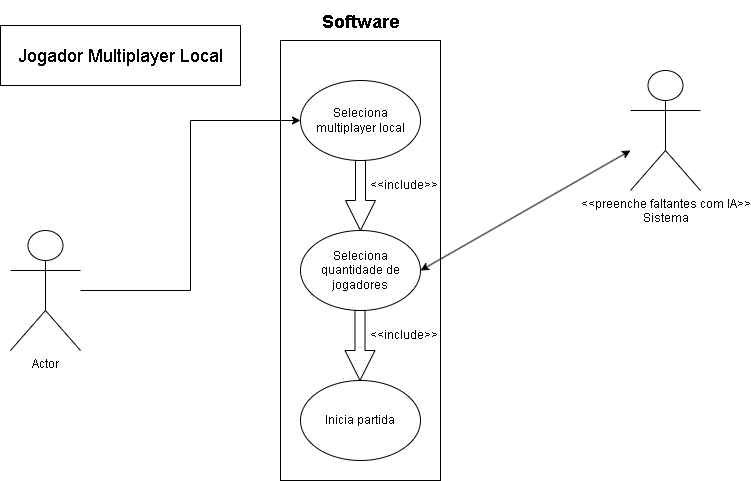 Software
Jogador Multiplayer Local
Seleciona
multiplayer local
<<include>>
<<preenche faltantes com IA>>
Sistema
Seleciona
quantidade de
jogadores
<<include>>
Actor
Inicia partida